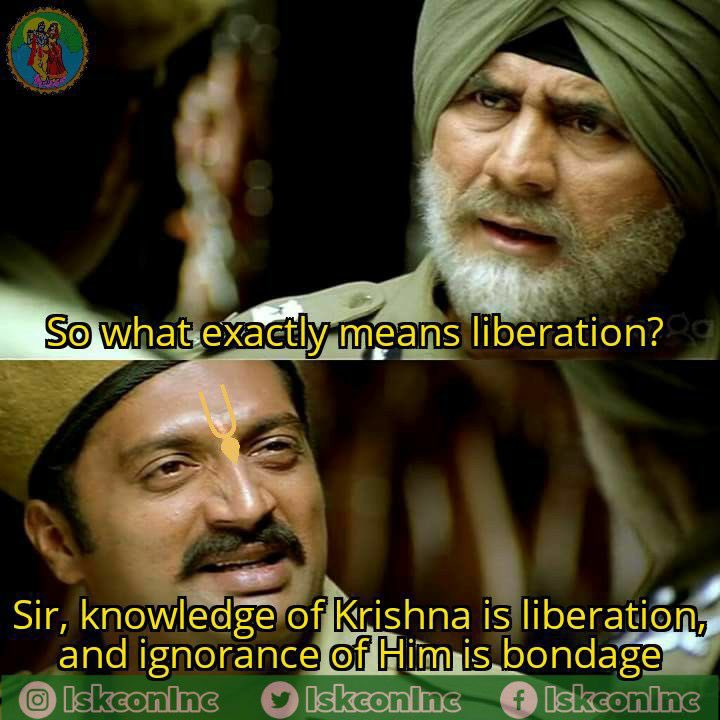 So what exactly means liberation?
Sir, knowledge of Krishna is liberation,
and ignorance of Him is bondage
IskconInc IskconInc IskconInc